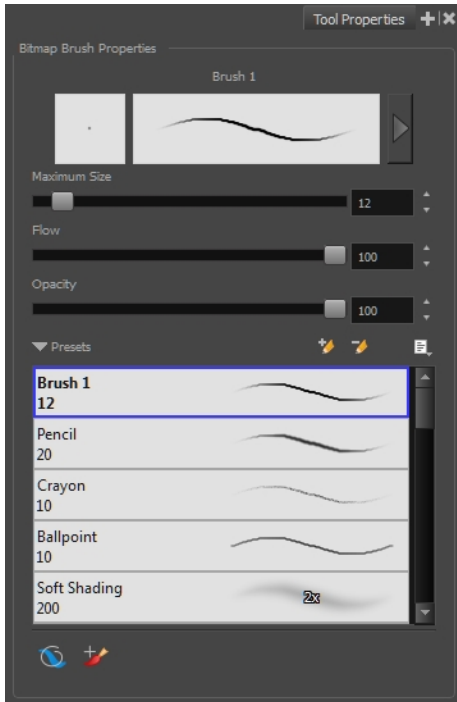 Tool Properties
Bitmap Brush Properties
Brush 1
Maximum Size
12
Flow
100
Opacity
100
Presets
Brush 1
12
Pencil
20
Crayon
10
Ballpoint
10
Soft Shading
200
2x